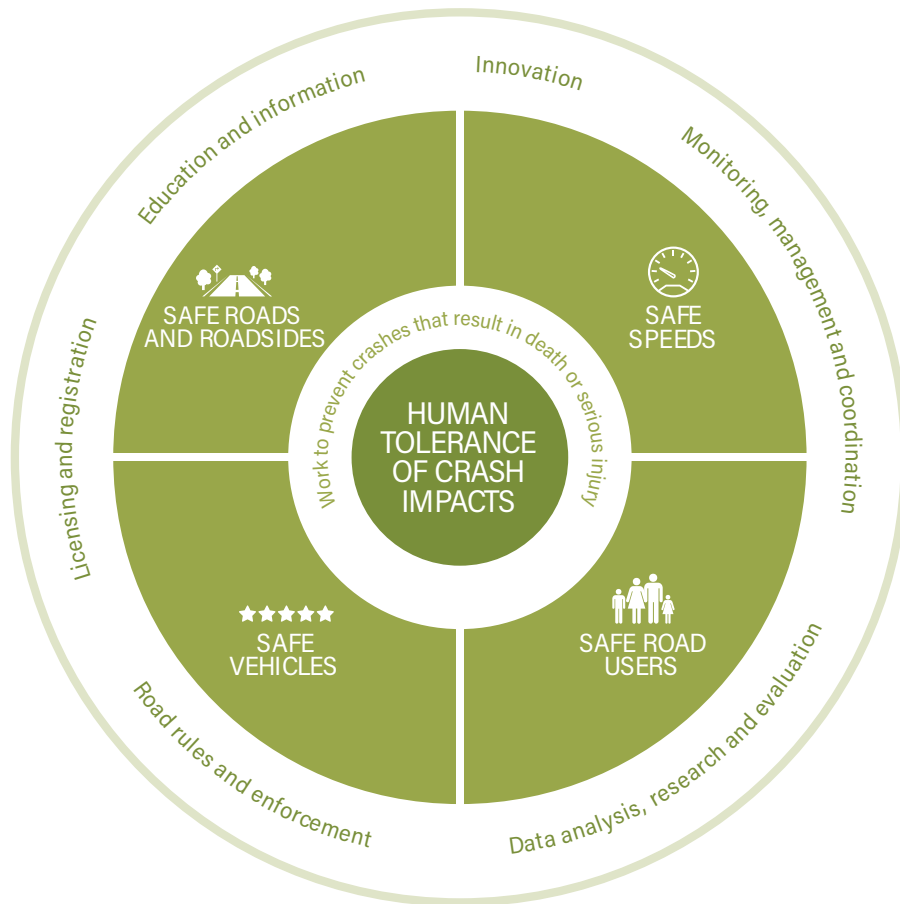 Education and information
Innovation
Monitoring, management and coordination
Licensing and registration
SAFE ROADS
AND ROADSIDES
SAFE
SPEEDS
Work to prevent crashes that result in death or serious injury
HUMAN
TOLERANCE
OF CRASH
IMPACTS
SAFE
VEHICLES
SAFE ROAD
USERS
Road rules and enforcement
Data analysis, research and evaluation